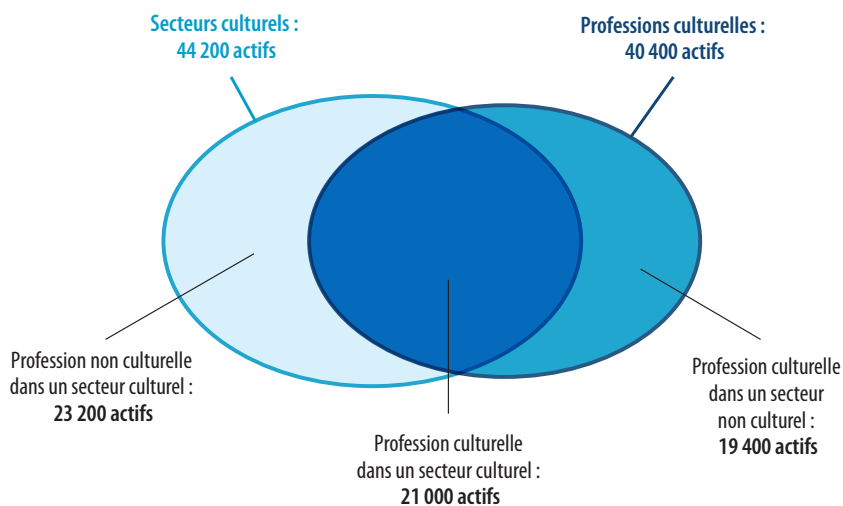 Secteurs culturels :
44 200 actifs
Professions culturelles :
40 400 actifs
Profession non culturelle
dans un secteur culturel :
23 200 actifs
Profession culturelle
dans un secteur culturel :
21 000 actifs
Profession culturelle
dans un secteur
non culturel :
19 400 actifs